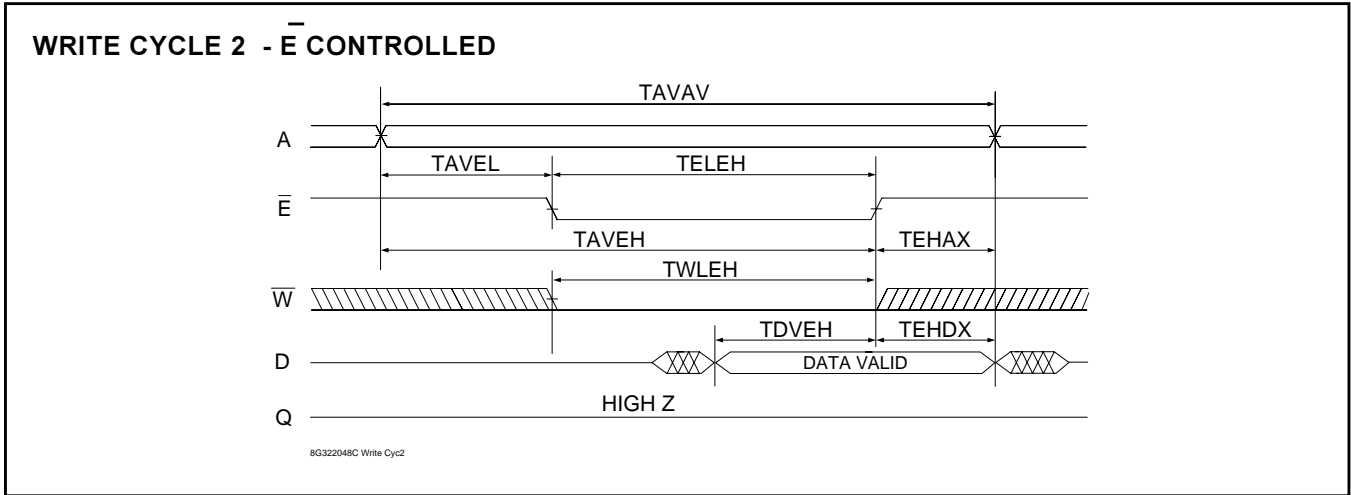 WRITE CYCLE 2 - E̅ CONTROLLED
TAVAV
A
TAVEL TELEH
E̅
TAVEH TEHAX
TWLEH
W̅
TDVEH TEHDX
D DATA VALID
HIGH Z
Q
8G322048C Write Cyc2